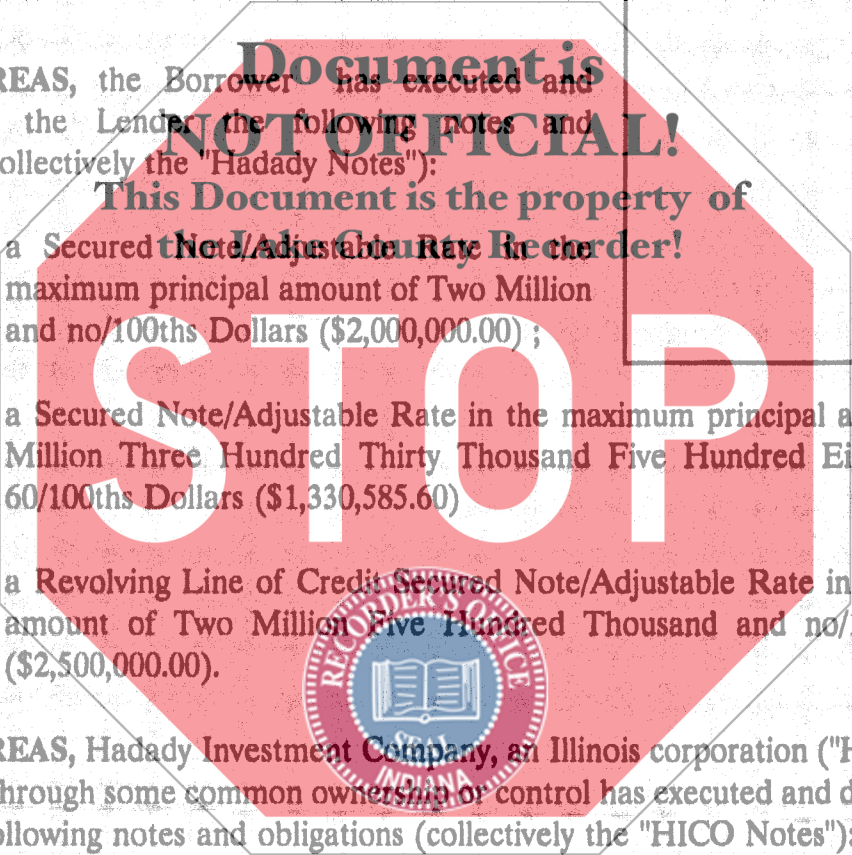 Document is
NOT OFFICIAL!
This Document is the property of
the Lake County Recorder!
STOP
REAS, the Borrower has executed and
the Lender the following notes and
ollectively the "Hadady Notes"):
a Secured Note/Adjustable Rate in the
maximum principal amount of Two Million
and no/100ths Dollars ($2,000,000.00) ;
a Secured Note/Adjustable Rate in the maximum principal a
Million Three Hundred Thirty Thousand Five Hundred Ei
60/100ths Dollars ($1,330,585.60)
a Revolving Line of Credit Secured Note/Adjustable Rate in
amount of Two Million Five Hundred Thousand and no/
($2,500,000.00).
RECORDER'S OFFICE
SEAL
INDIANA
REAS, Hadady Investment Company, an Illinois corporation ("H
hrough some common ownership or control has executed and d
ollowing notes and obligations (collectively the "HICO Notes"):